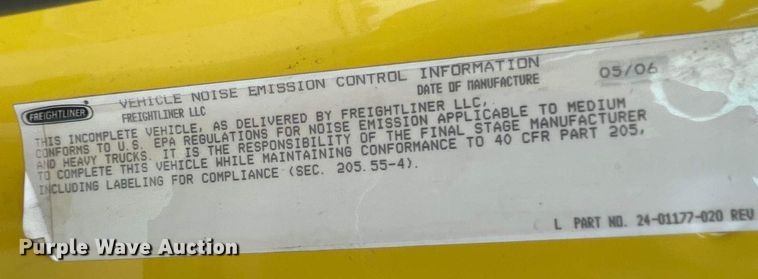 FREIGHTLINER
VEHICLE NOISE EMISSION CONTROL INFORMATION
FREIGHTLINER LLC
DATE OF MANUFACTURE 05/06
THIS INCOMPLETE VEHICLE, AS DELIVERED BY FREIGHTLINER LLC,
CONFORMS TO U.S. EPA REGULATIONS FOR NOISE EMISSION APPLICABLE TO MEDIUM
AND HEAVY TRUCKS. IT IS THE RESPONSIBILITY OF THE FINAL STAGE MANUFACTURER
TO COMPLETE THIS VEHICLE WHILE MAINTAINING CONFORMANCE TO 40 CFR PART 205,
INCLUDING LABELING FOR COMPLIANCE (SEC. 205.55-4).
L PART NO. 24-01177-020 REV
Purple Wave Auction
Purple Wave Auction